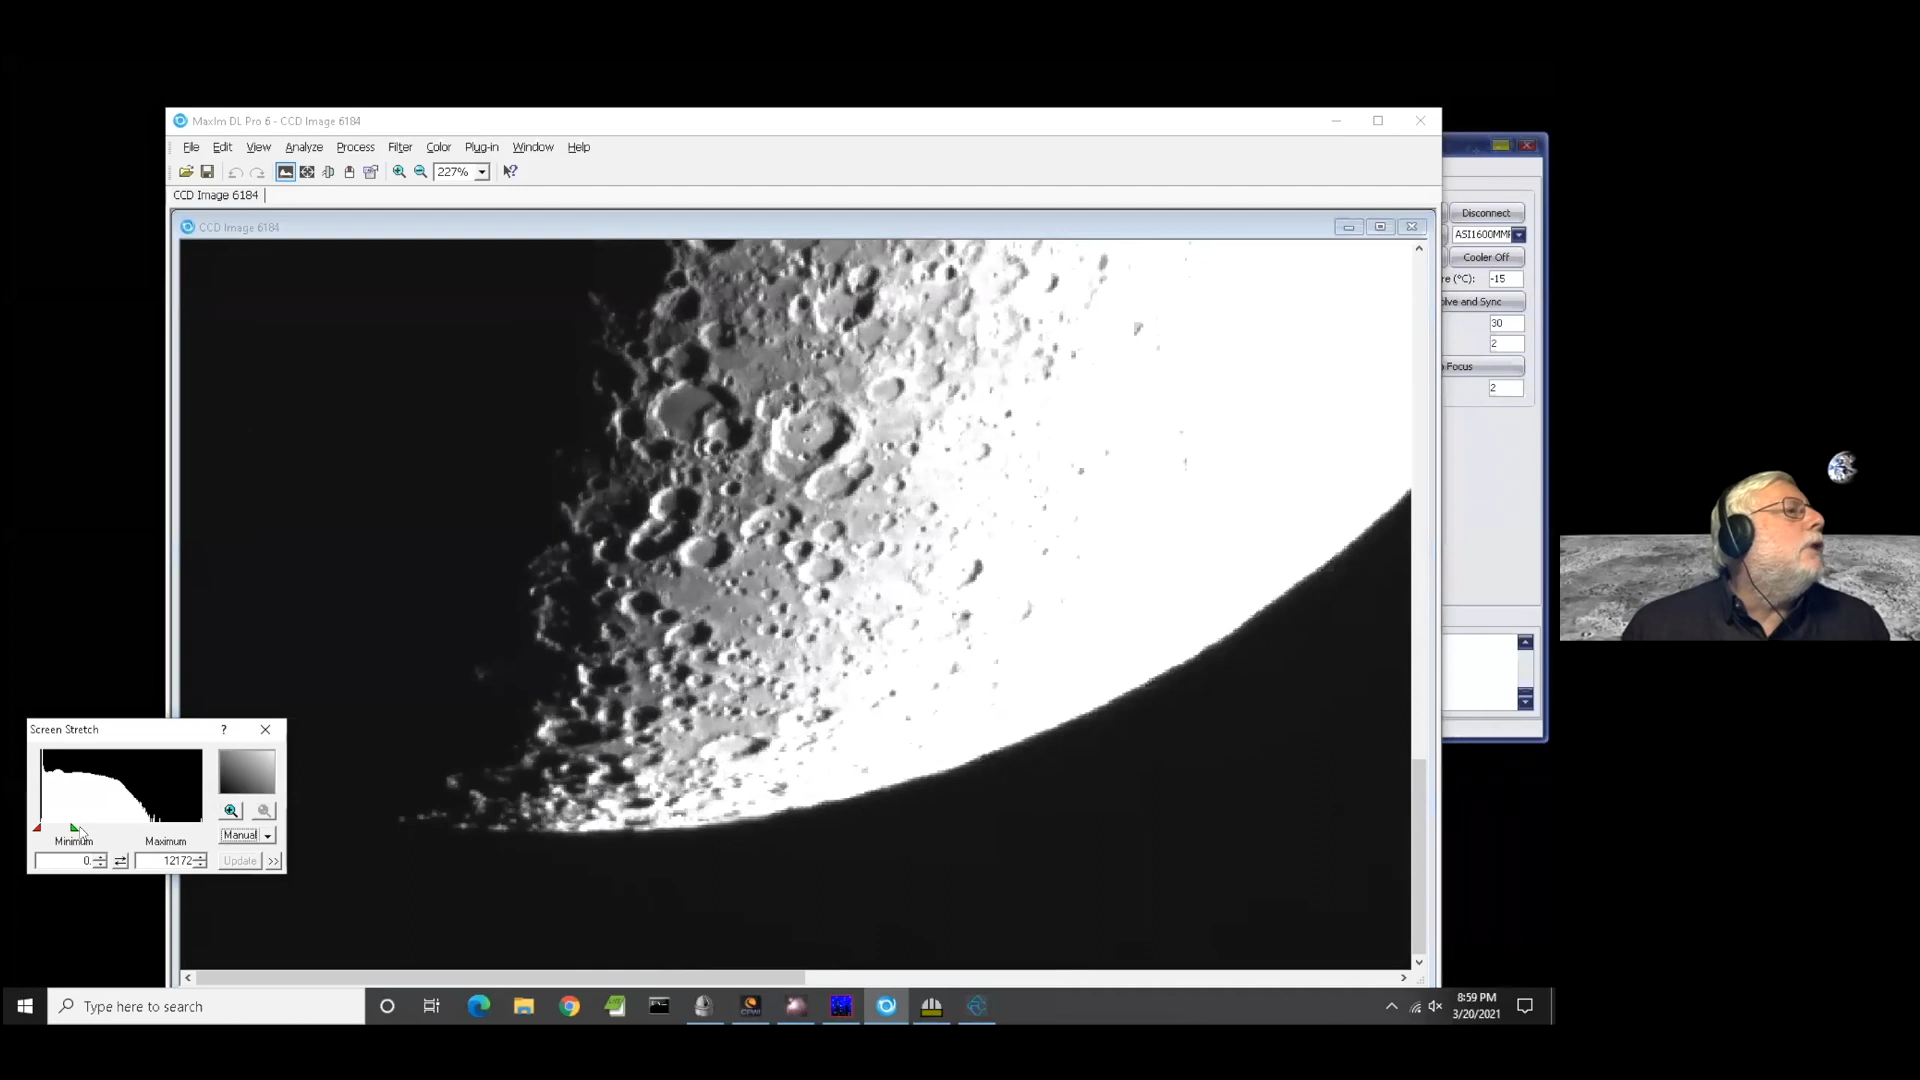 MaxIm DL Pro 6 - CCD Image 6184
File Edit View Analyze Process Filter Color Plug-in Window Help
227%
CCD Image 6184
CCD Image 6184
Disconnect
Cooler Off
re (°C): -15
lve and Sync
30
2
Focus
2
Screen Stretch ?
Manual
Minimum Maximum
0. 12172
Update >>
Type here to search
CPWI
8:59 PM
3/20/2021